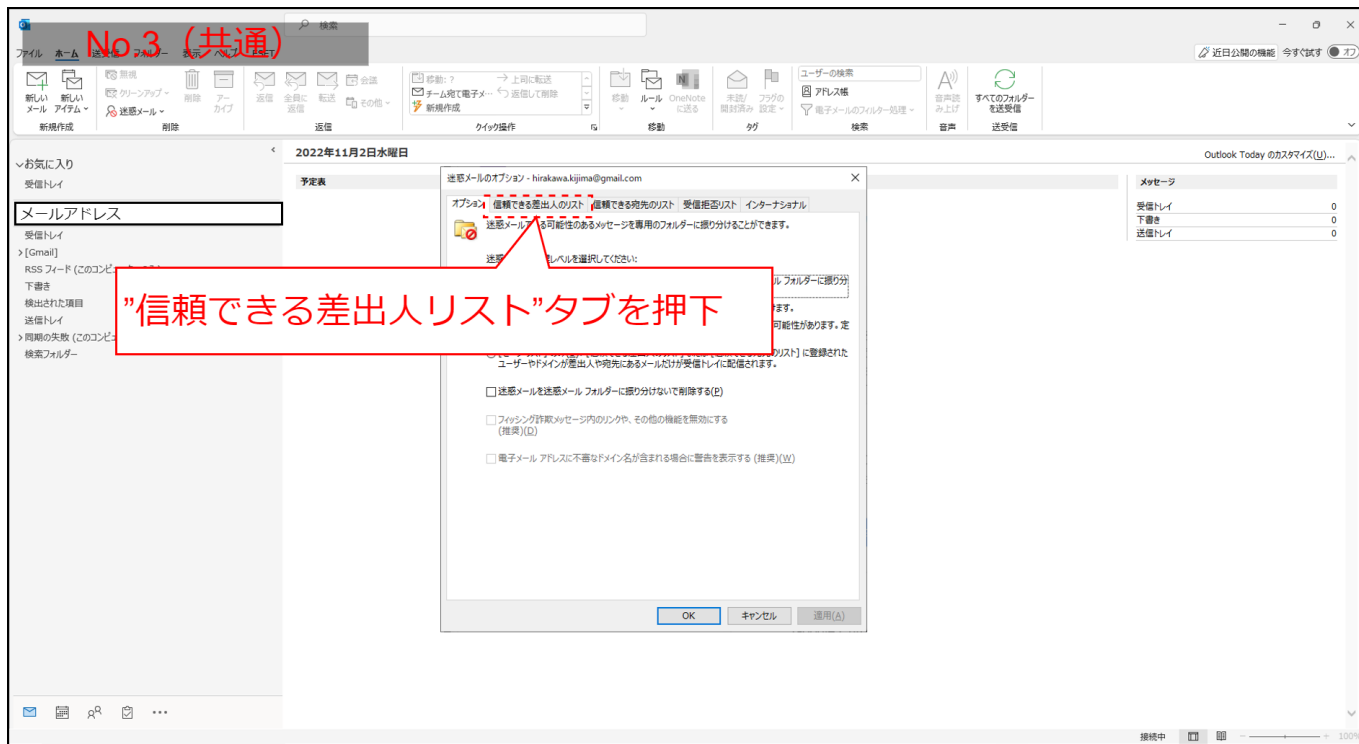 検索
No.3（共通）
ファイル ホーム 送受信 フォルダー 表示 ヘルプ ESET
近日公開の機能 今すぐ試す オフ
新しいメール
新しいアイテム
無視
クリーンアップ
迷惑メール
削除
アーカイブ
返信
全員に返信
転送
会議
その他
移動: ?
チーム宛て電子メ…
新規作成
→ 上司に転送
返信して削除
移動
ルール
OneNote に送る
未読/開封済み
フラグの設定
ユーザーの検索
アドレス帳
電子メールのフィルター処理
音声読み上げ
すべてのフォルダーを送受信
新規作成 削除 返信 クイック操作 移動 タグ 検索 音声 送受信
お気に入り
受信トレイ
メールアドレス
受信トレイ
[Gmail]
RSS フィード (このコンピ
下書き
検出された項目
送信トレイ
同期の失敗 (このコンピュ
検索フォルダー
2022年11月2日水曜日
Outlook Today のカスタマイズ(U)...
予定表
メッセージ
受信トレイ 0
下書き 0
送信トレイ 0
迷惑メールのオプション - hirakawa.kijima@gmail.com
オプション 信頼できる差出人のリスト 信頼できる宛先のリスト 受信拒否リスト インターナショナル
迷惑メール る可能性のあるメッセージを専用のフォルダーに振り分けることができます。
レベルを選択してください:
ル フォルダーに振り分
ます。
可能性があります。定
リスト] に登録された
ユーザーやドメインが差出人や宛先にあるメールだけが受信トレイに配信されます。
”信頼できる差出人リスト”タブを押下
迷惑メールを迷惑メール フォルダーに振り分けないで削除する(P)
フィッシング詐欺メッセージ内のリンクや、その他の機能を無効にする
(推奨)(D)
電子メール アドレスに不審なドメイン名が含まれる場合に警告を表示する (推奨)(W)
OK キャンセル 適用(A)
接続中 100%